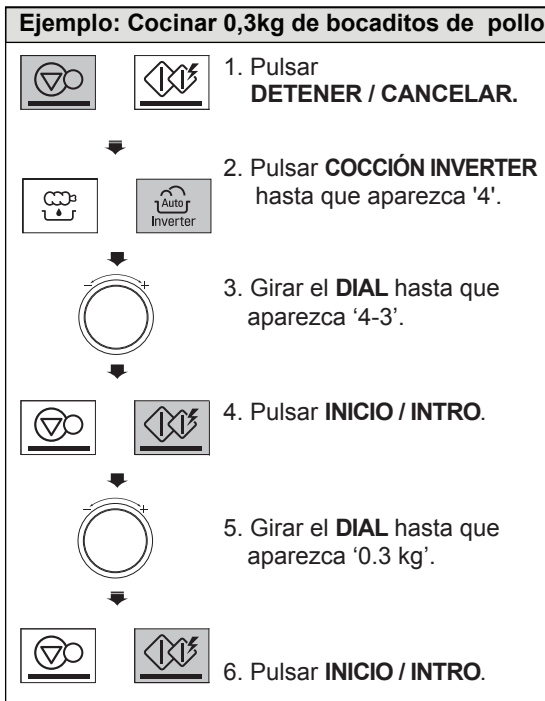 Ejemplo: Cocinar 0,3kg de bocaditos de pollo
1. Pulsar
DETENER / CANCELAR.
2. Pulsar COCCIÓN INVERTER
hasta que aparezca '4'.
Auto
Inverter
3. Girar el DIAL hasta que
aparezca ‘4-3’.
- +
4. Pulsar INICIO / INTRO.
5. Girar el DIAL hasta que
aparezca ‘0.3 kg’.
- +
6. Pulsar INICIO / INTRO.